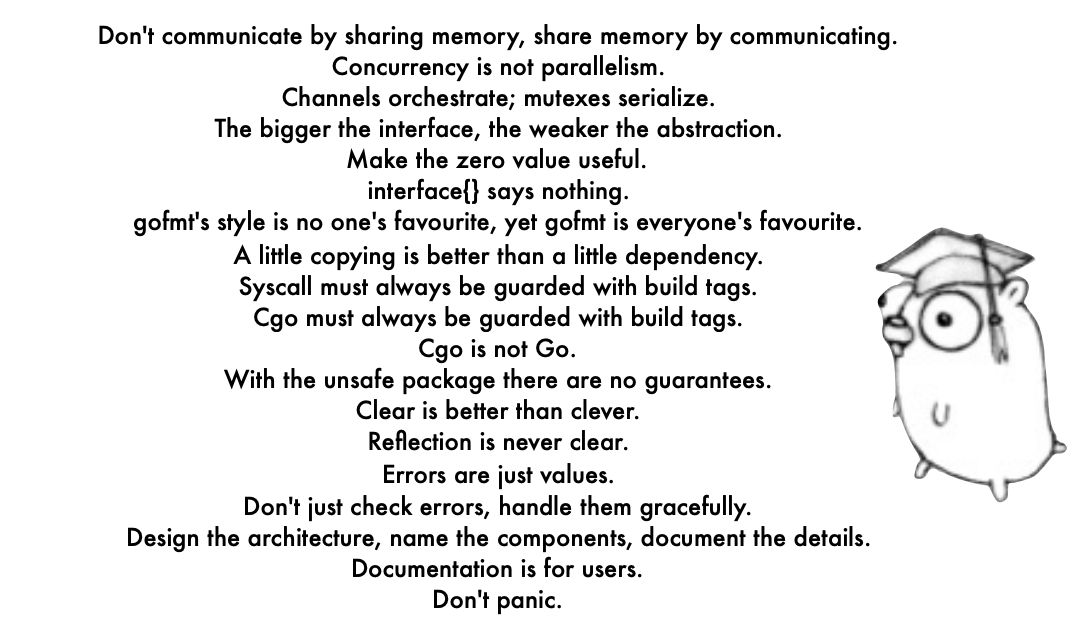 Don't communicate by sharing memory, share memory by communicating.
Concurrency is not parallelism.
Channels orchestrate; mutexes serialize.
The bigger the interface, the weaker the abstraction.
Make the zero value useful.
interface{} says nothing.
gofmt's style is no one's favourite, yet gofmt is everyone's favourite.
A little copying is better than a little dependency.
Syscall must always be guarded with build tags.
Cgo must always be guarded with build tags.
Cgo is not Go.
With the unsafe package there are no guarantees.
Clear is better than clever.
Reflection is never clear.
Errors are just values.
Don't just check errors, handle them gracefully.
Design the architecture, name the components, document the details.
Documentation is for users.
Don't panic.